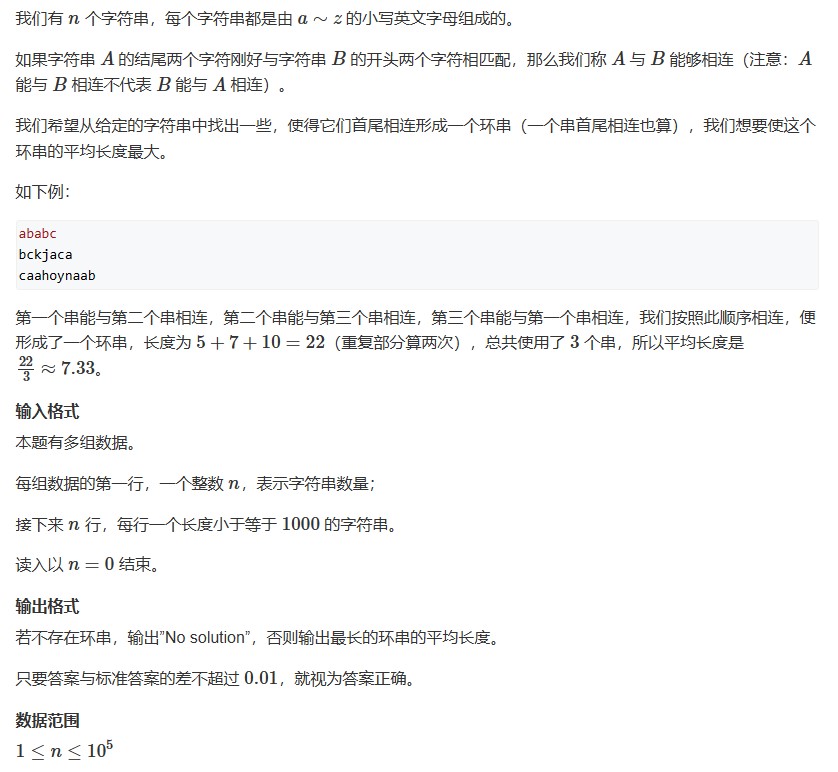 我们有 n 个字符串，每个字符串都是由 a ∼ z 的小写英文字母组成的。
如果字符串 A 的结尾两个字符刚好与字符串 B 的开头两个字符相匹配，那么我们称 A 与 B 能够相连（注意：A
能与 B 相连不代表 B 能与 A 相连）。
我们希望从给定的字符串中找出一些，使得它们首尾相连形成一个环串（一个串首尾相连也算），我们想要使这个
环串的平均长度最大。
如下例：
ababc
bckjaca
caahoynaab
第一个串能与第二个串相连，第二个串能与第三个串相连，第三个串能与第一个串相连，我们按照此顺序相连，便
形成了一个环串，长度为 5 + 7 + 10 = 22（重复部分算两次），总共使用了 3 个串，所以平均长度是
22/3 ≈ 7.33。
输入格式
本题有多组数据。
每组数据的第一行，一个整数 n，表示字符串数量；
接下来 n 行，每行一个长度小于等于 1000 的字符串。
读入以 n = 0 结束。
输出格式
若不存在环串，输出”No solution”，否则输出最长的环串的平均长度。
只要答案与标准答案的差不超过 0.01，就视为答案正确。
数据范围
1 ≤ n ≤ 10⁵